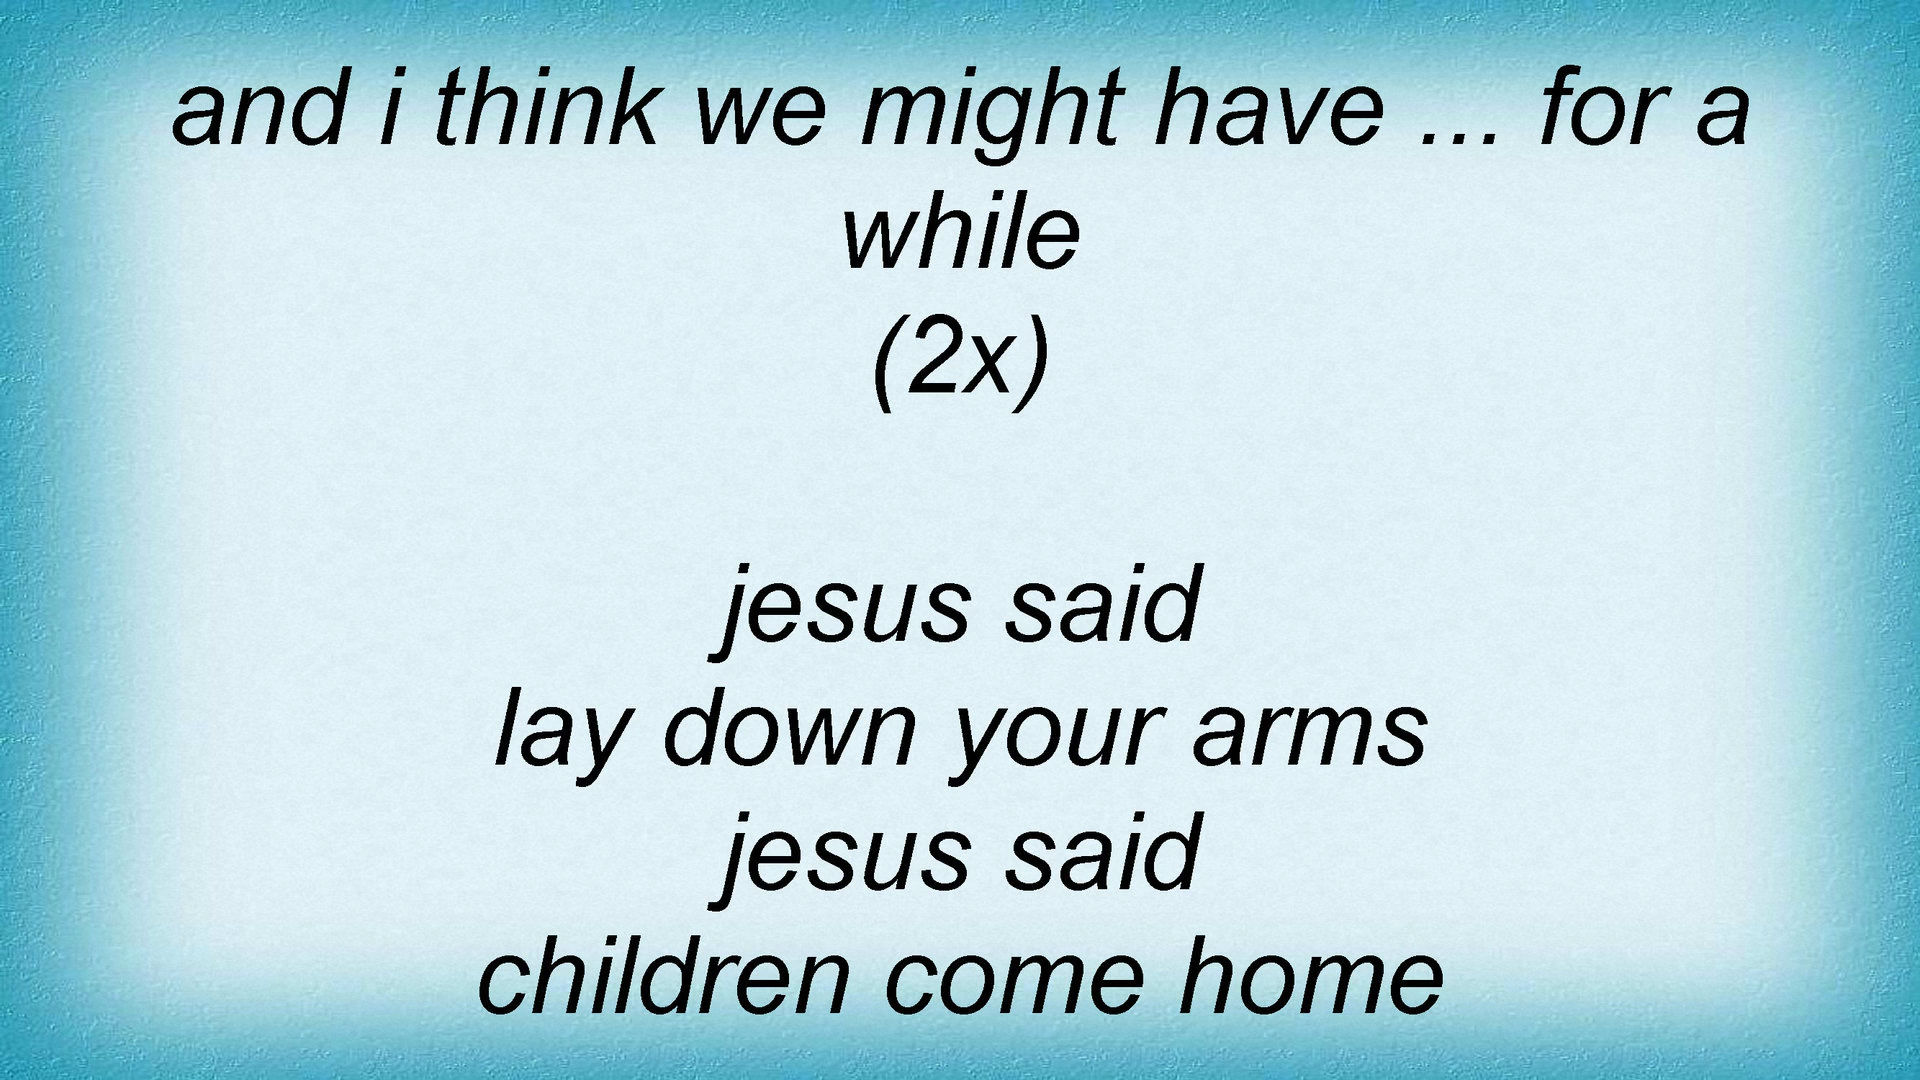 and i think we might have ... for a
while
(2x)
jesus said
lay down your arms
jesus said
children come home